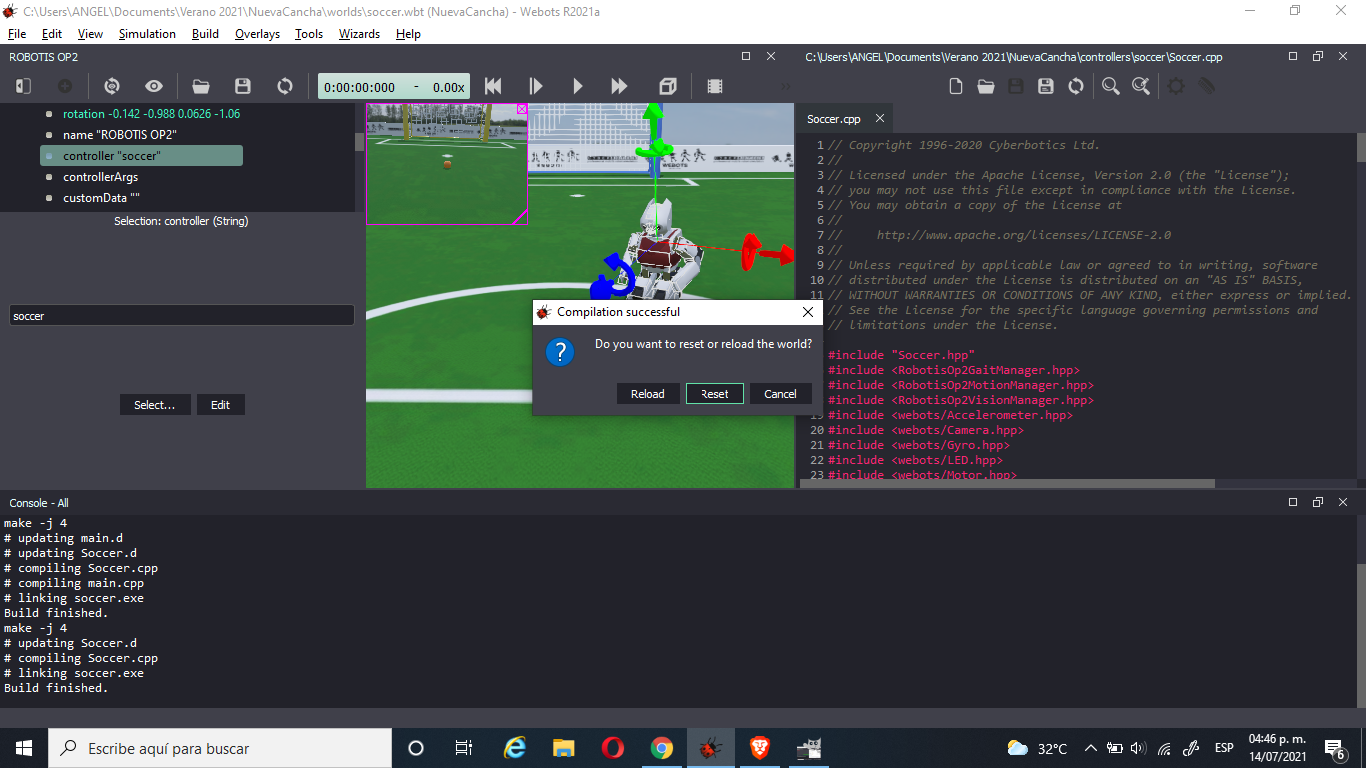 C:\Users\ANGEL\Documents\Verano 2021\NuevaCancha\worlds\soccer.wbt (NuevaCancha) - Webots R2021a
File Edit View Simulation Build Overlays Tools Wizards Help
ROBOTIS OP2
0:00:00:000 - 0.00x
rotation -0.142 -0.988 0.0626 -1.06
name "ROBOTIS OP2"
controller "soccer"
controllerArgs
customData ""
Selection: controller (String)
soccer
Select... Edit
WEBOTS
C:\Users\ANGEL\Documents\Verano 2021\NuevaCancha\controllers\soccer\Soccer.cpp
Soccer.cpp
1 // Copyright 1996-2020 Cyberbotics Ltd.
2 //
3 // Licensed under the Apache License, Version 2.0 (the "License");
4 // you may not use this file except in compliance with the License.
5 // You may obtain a copy of the License at
6 //
7 //     http://www.apache.org/licenses/LICENSE-2.0
8 //
9 // Unless required by applicable law or agreed to in writing, software
10 // distributed under the License is distributed on an "AS IS" BASIS,
11 // WITHOUT WARRANTIES OR CONDITIONS OF ANY KIND, either express or implied.
// See the License for the specific language governing permissions and
// limitations under the License.
#include "Soccer.hpp"
#include <RobotisOp2GaitManager.hpp>
#include <RobotisOp2MotionManager.hpp>
#include <RobotisOp2VisionManager.hpp>
19 #include <webots/Accelerometer.hpp>
20 #include <webots/Camera.hpp>
21 #include <webots/Gyro.hpp>
22 #include <webots/LED.hpp>
23 #include <webots/Motor.hpp>
Compilation successful
Do you want to reset or reload the world?
Reload Reset Cancel
Console - All
make -j 4
# updating main.d
# updating Soccer.d
# compiling Soccer.cpp
# compiling main.cpp
# linking soccer.exe
Build finished.
make -j 4
# updating Soccer.d
# compiling Soccer.cpp
# linking soccer.exe
Build finished.
Escribe aquí para buscar
32°C
ESP
04:46 p. m.
14/07/2021
6